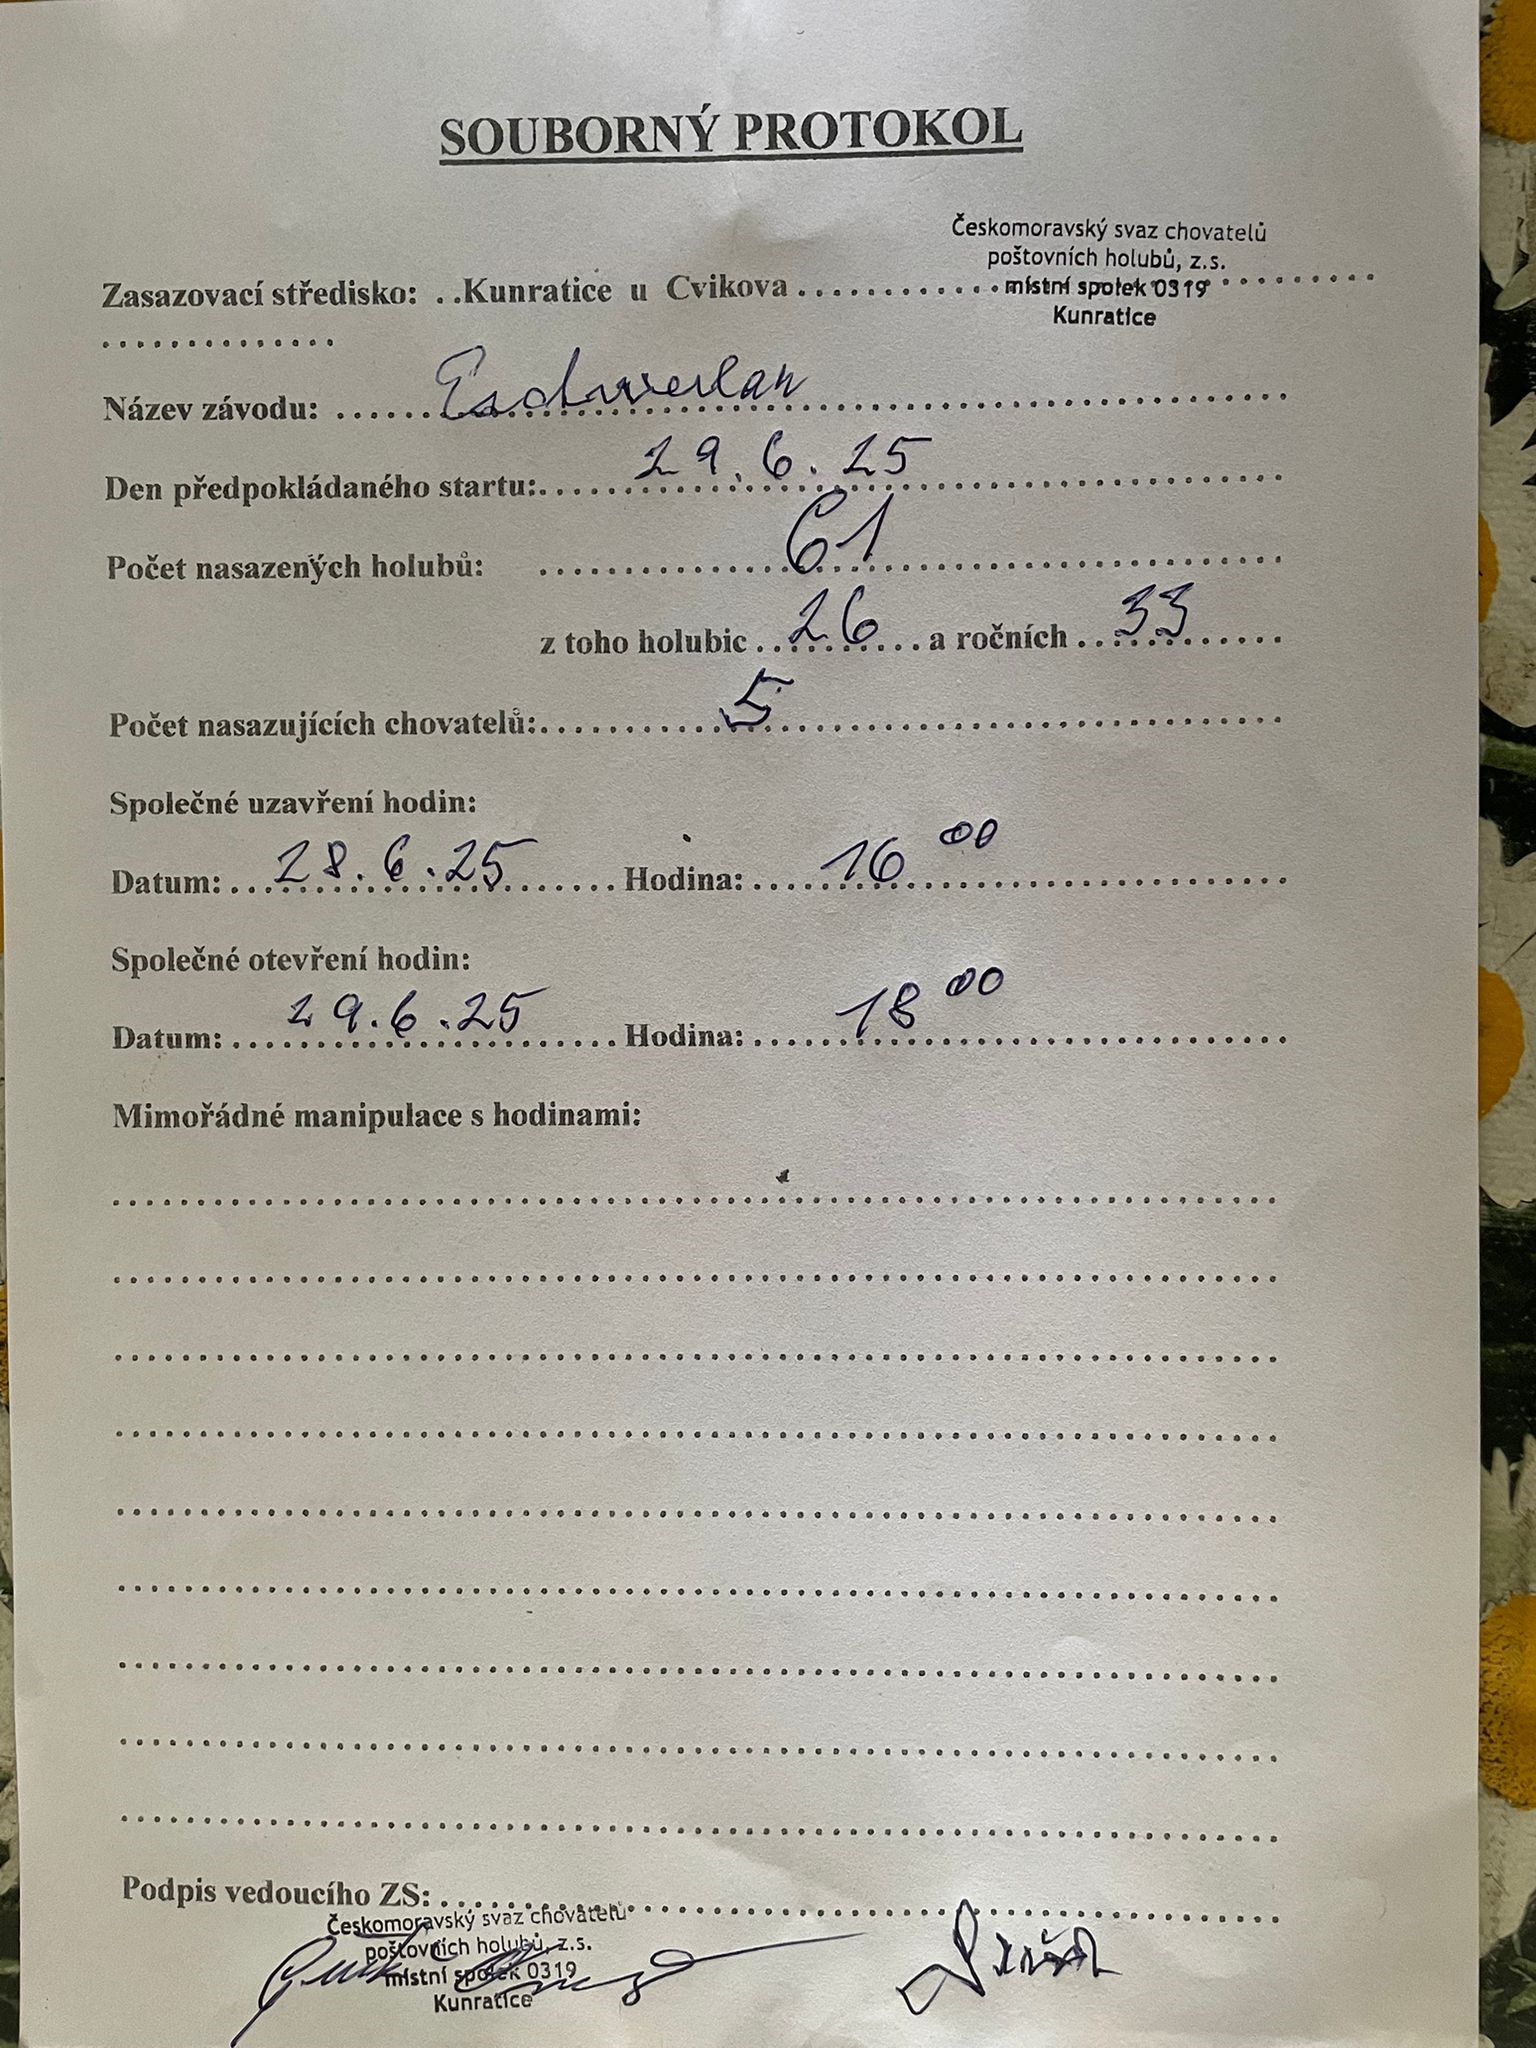 SOUBORNÝ PROTOKOL
Českomoravský svaz chovatelů
poštovních holubů, z.s.
místní spolek 0319
Kunratice
Zasazovací středisko: ..Kunratice u Cvikova
Název závodu:
Den předpokládaného startu: 29.6.25
Počet nasazených holubů: 61
z toho holubic 26 a ročních 33
Počet nasazujících chovatelů: 5
Společné uzavření hodin:
Datum: 28.6.25 Hodina: 16 00
Společné otevření hodin:
Datum: 29.6.25 Hodina: 18 00
Mimořádné manipulace s hodinami:
Podpis vedoucího ZS:
Českomoravský svaz chovatelů
poštovních holubů, z.s.
místní spolek 0319
Kunratice